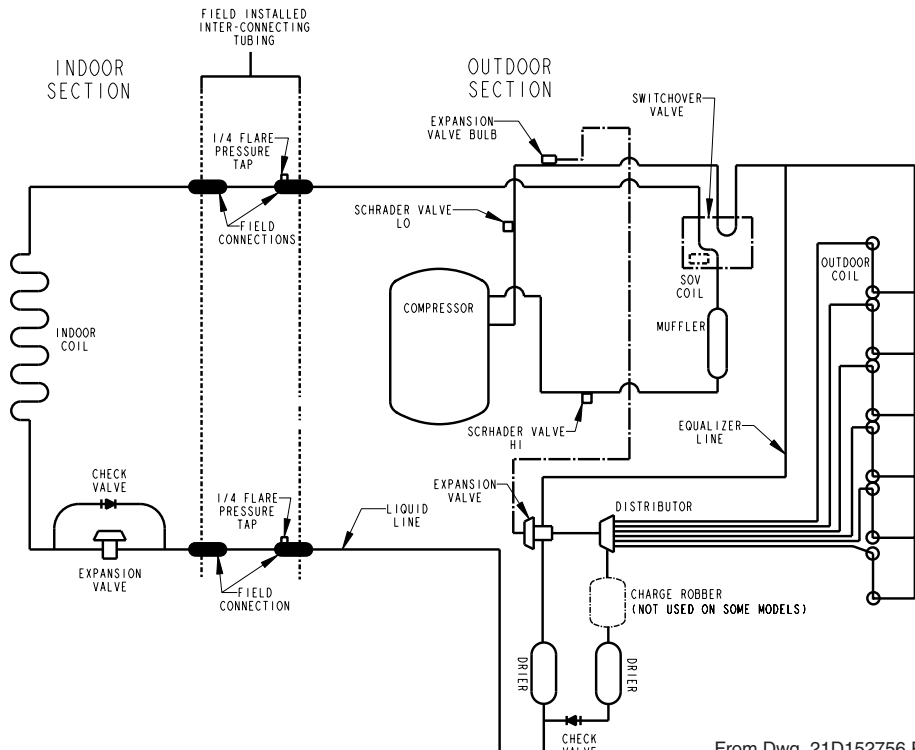 FIELD INSTALLED
INTER-CONNECTING
TUBING
INDOOR
SECTION
OUTDOOR
SECTION
SWITCHOVER
VALVE
EXPANSION
VALVE BULB
1/4 FLARE
PRESSURE
TAP
SCHRADER VALVE
LO
FIELD
CONNECTIONS
OUTDOOR
COIL
SOV
COIL
COMPRESSOR
MUFFLER
INDOOR
COIL
SCRHADER VALVE
HI
EQUALIZER
LINE
CHECK
VALVE
1/4 FLARE
PRESSURE
TAP
LIQUID
LINE
EXPANSION
VALVE
DISTRIBUTOR
EXPANSION
VALVE
FIELD
CONNECTION
CHARGE ROBBER
(NOT USED ON SOME MODELS)
DRIER
DRIER
CHECK
VALVE
From Dwg. 21D152756